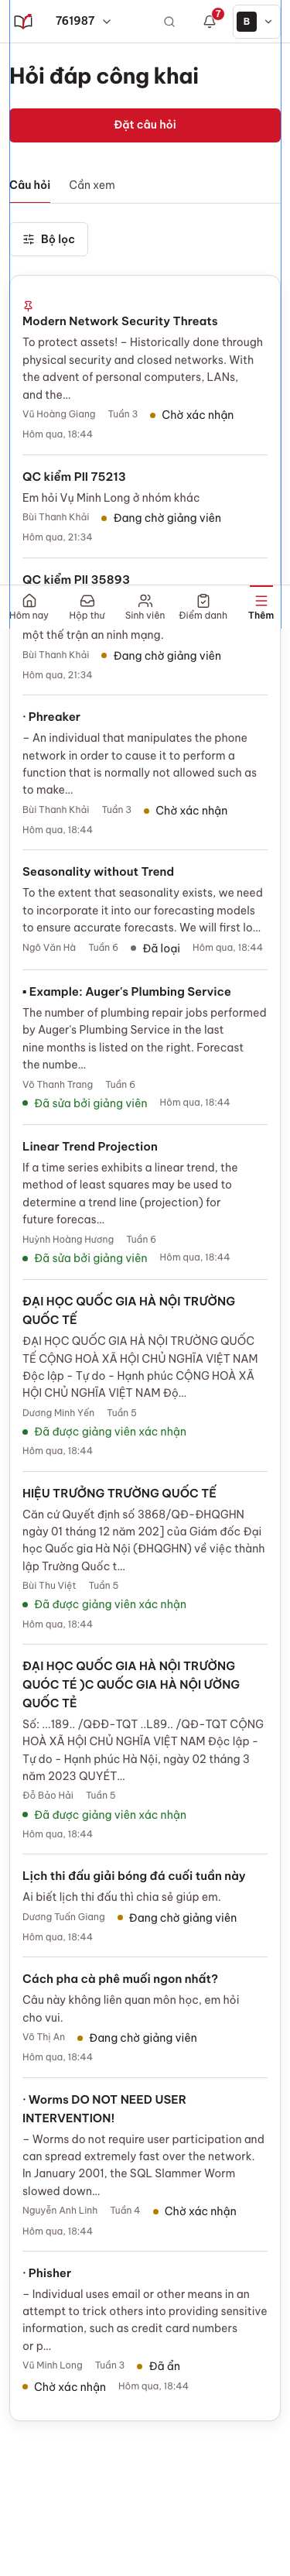 761987
7
B
Hỏi đáp công khai
Đặt câu hỏi
Câu hỏi
Cần xem
Bộ lọc
Modern Network Security Threats
To protect assets! – Historically done through
physical security and closed networks. With
the advent of personal computers, LANs,
and the…
Vũ Hoàng Giang Tuần 3 Chờ xác nhận
Hôm qua, 18:44
QC kiểm PII 75213
Em hỏi Vụ Minh Long ở nhóm khác
Bùi Thanh Khải Đang chờ giảng viên
Hôm qua, 21:34
QC kiểm PII 35893
Hôm nay Hộp thư Sinh viên Điểm danh Thêm
một thế trận an ninh mạng.
Bùi Thanh Khải Đang chờ giảng viên
Hôm qua, 21:34
· Phreaker
– An individual that manipulates the phone
network in order to cause it to perform a
function that is normally not allowed such as
to make…
Bùi Thanh Khải Tuần 3 Chờ xác nhận
Hôm qua, 18:44
Seasonality without Trend
To the extent that seasonality exists, we need
to incorporate it into our forecasting models
to ensure accurate forecasts. We will first lo…
Ngô Văn Hà Tuần 6 Đã loại Hôm qua, 18:44
▪ Example: Auger's Plumbing Service
The number of plumbing repair jobs performed
by Auger's Plumbing Service in the last
nine months is listed on the right. Forecast
the numbe…
Võ Thanh Trang Tuần 6
Đã sửa bởi giảng viên Hôm qua, 18:44
Linear Trend Projection
If a time series exhibits a linear trend, the
method of least squares may be used to
determine a trend line (projection) for
future forecas…
Huỳnh Hoàng Hương Tuần 6
Đã sửa bởi giảng viên Hôm qua, 18:44
ĐẠI HỌC QUỐC GIA HÀ NỘI TRƯỜNG
QUỐC TẾ
ĐẠI HỌC QUỐC GIA HÀ NỘI TRƯỜNG QUỐC
TẾ CỘNG HOÀ XÃ HỘI CHỦ NGHĨA VIỆT NAM
Độc lập - Tự do - Hạnh phúc CỘNG HOÀ XÃ
HỘI CHỦ NGHĨA VIỆT NAM Độ…
Dương Minh Yến Tuần 5
Đã được giảng viên xác nhận
Hôm qua, 18:44
HIỆU TRƯỞNG TRƯỜNG QUỐC TẾ
Căn cứ Quyết định số 3868/QĐ-ĐHQGHN
ngày 01 tháng 12 năm 202] của Giám đốc Đại
học Quốc gia Hà Nội (ĐHQGHN) về việc thành
lập Trường Quốc t…
Bùi Thu Việt Tuần 5
Đã được giảng viên xác nhận
Hôm qua, 18:44
ĐẠI HỌC QUỐC GIA HÀ NỘI TRƯỜNG
QUÓC TÉ )C QUỐC GIA HÀ NỘI ƯỜNG
QUỐC TẺ
Số: ...189.. /QĐĐ-TQT ..L89.. /QĐ-TQT CỘNG
HOÀ XÃ HỘI CHỦ NGHĨA VIỆT NAM Độc lập -
Tự do - Hạnh phúc Hà Nội, ngày 02 tháng 3
năm 2023 QUYÉT…
Đỗ Bảo Hải Tuần 5
Đã được giảng viên xác nhận
Hôm qua, 18:44
Lịch thi đấu giải bóng đá cuối tuần này
Ai biết lịch thi đấu thì chia sẻ giúp em.
Dương Tuấn Giang Đang chờ giảng viên
Hôm qua, 18:44
Cách pha cà phê muối ngon nhất?
Câu này không liên quan môn học, em hỏi
cho vui.
Võ Thị An Đang chờ giảng viên
Hôm qua, 18:44
· Worms DO NOT NEED USER
INTERVENTION!
– Worms do not require user participation and
can spread extremely fast over the network.
In January 2001, the SQL Slammer Worm
slowed down…
Nguyễn Anh Linh Tuần 4 Chờ xác nhận
Hôm qua, 18:44
· Phisher
– Individual uses email or other means in an
attempt to trick others into providing sensitive
information, such as credit card numbers
or p…
Vũ Minh Long Tuần 3 Đã ẩn
Chờ xác nhận Hôm qua, 18:44